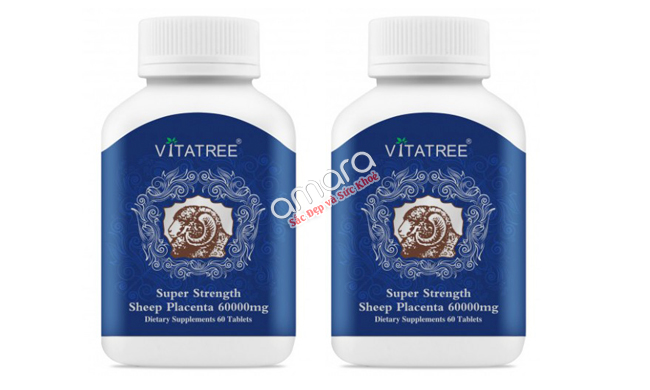 VITATREE®
Super Strength
Sheep Placenta 60000mg
Dietary Supplements 60 Tablets
amara
Sắc Đẹp và Sức Khoẻ
VITATREE®
Super Strength
Sheep Placenta 60000mg
Dietary Supplements 60 Tablets